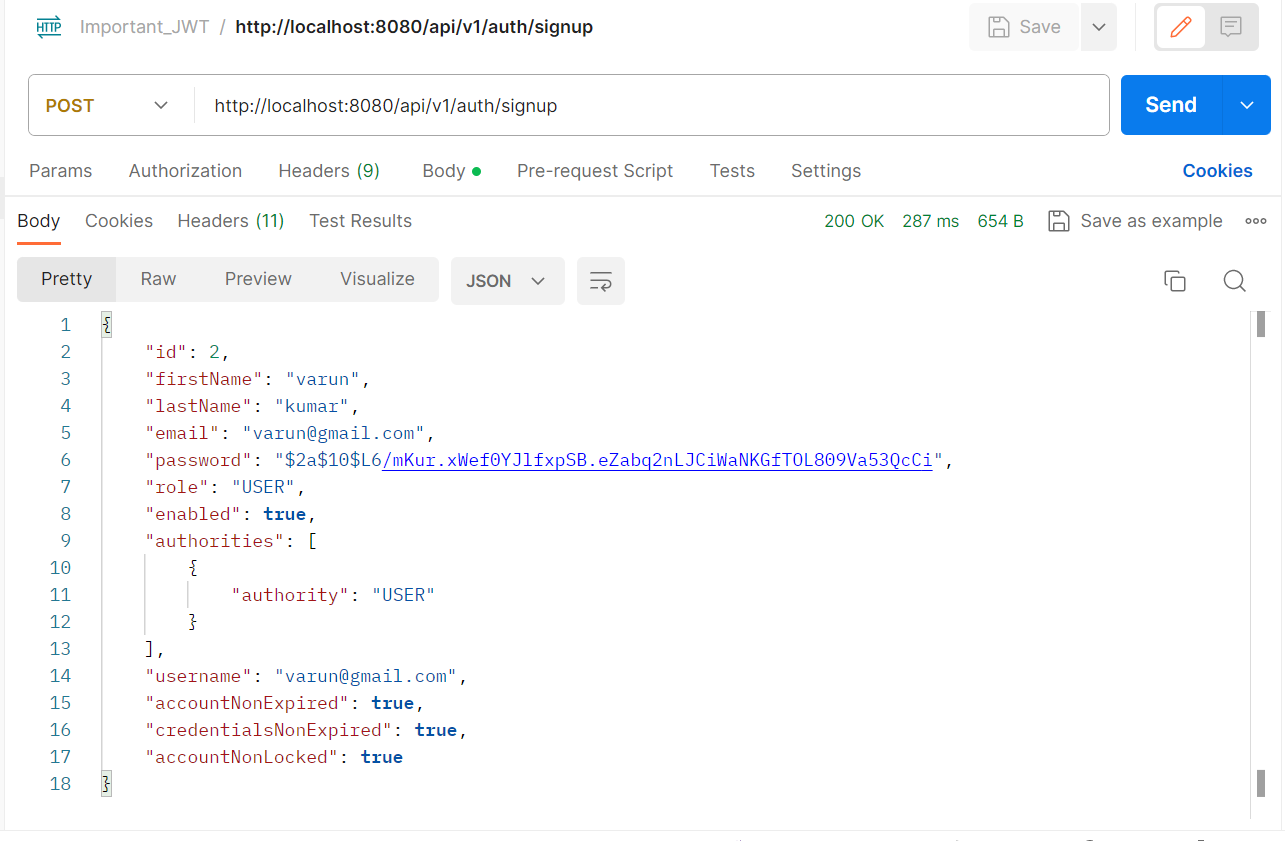 HTTP Important_JWT / http://localhost:8080/api/v1/auth/signup Save
POST http://localhost:8080/api/v1/auth/signup Send
Params Authorization Headers (9) Body Pre-request Script Tests Settings Cookies
Body Cookies Headers (11) Test Results 200 OK 287 ms 654 B Save as example
Pretty Raw Preview Visualize JSON
1 {
2 "id": 2,
3 "firstName": "varun",
4 "lastName": "kumar",
5 "email": "varun@gmail.com",
6 "password": "$2a$10$L6/mKur.xWef0YJlfxpSB.eZabq2nLJCiWaNKGfTOL809Va53QcCi",
7 "role": "USER",
8 "enabled": true,
9 "authorities": [
10 {
11 "authority": "USER"
12 }
13 ],
14 "username": "varun@gmail.com",
15 "accountNonExpired": true,
16 "credentialsNonExpired": true,
17 "accountNonLocked": true
18 }